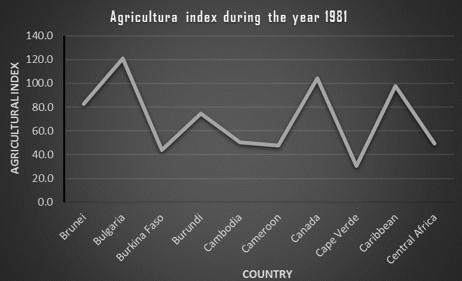 Agricultura index during the year 1981
AGRICULTURAL INDEX
140.0
120.0
100.0
80.0
60.0
40.0
20.0
0.0
Brunei
Bulgaria
Burkina Faso
Burundi
Cambodia
Cameroon
Canada
Cape Verde
Caribbean
Central Africa
COUNTRY